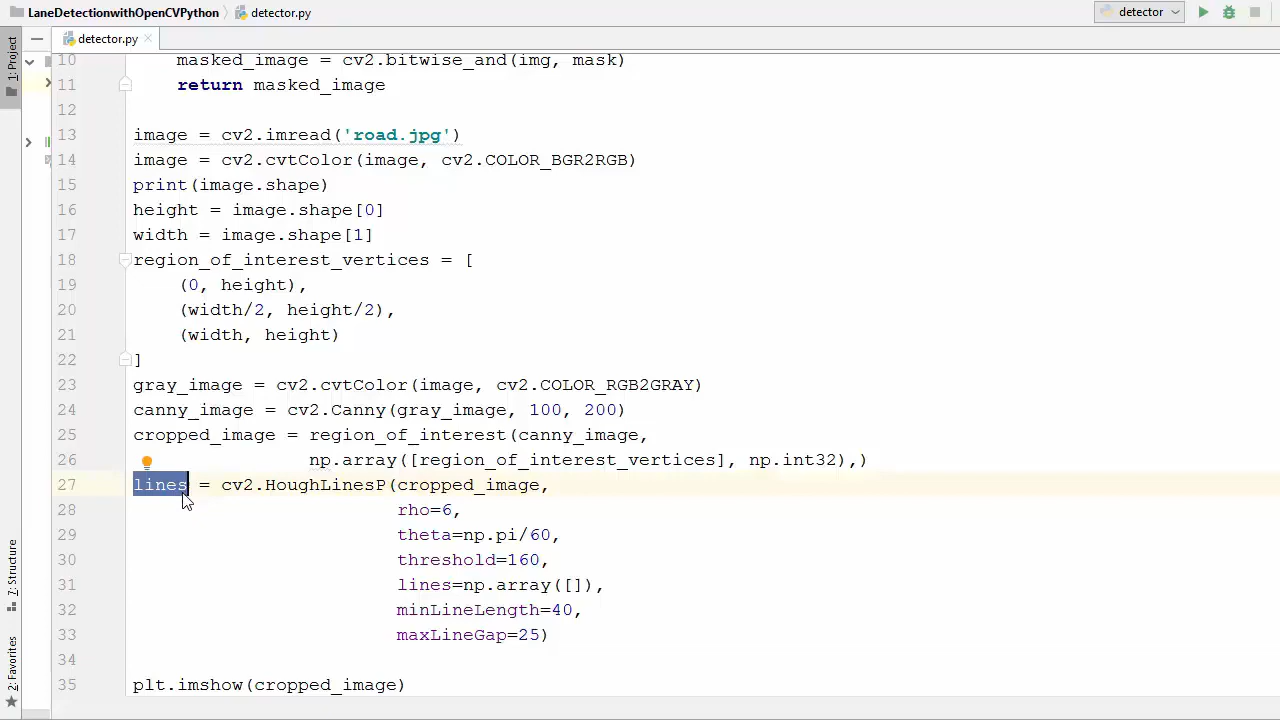 LaneDetectionwithOpenCVPython detector.py detector
detector.py
1: Project
7: Structure
2: Favorites
10 masked_image = cv2.bitwise_and(img, mask)
11 return masked_image
12
13 image = cv2.imread('road.jpg')
14 image = cv2.cvtColor(image, cv2.COLOR_BGR2RGB)
15 print(image.shape)
16 height = image.shape[0]
17 width = image.shape[1]
18 region_of_interest_vertices = [
19 (0, height),
20 (width/2, height/2),
21 (width, height)
22 ]
23 gray_image = cv2.cvtColor(image, cv2.COLOR_RGB2GRAY)
24 canny_image = cv2.Canny(gray_image, 100, 200)
25 cropped_image = region_of_interest(canny_image,
26 np.array([region_of_interest_vertices], np.int32),)
27 lines = cv2.HoughLinesP(cropped_image,
28 rho=6,
29 theta=np.pi/60,
30 threshold=160,
31 lines=np.array([]),
32 minLineLength=40,
33 maxLineGap=25)
34
35 plt.imshow(cropped_image)